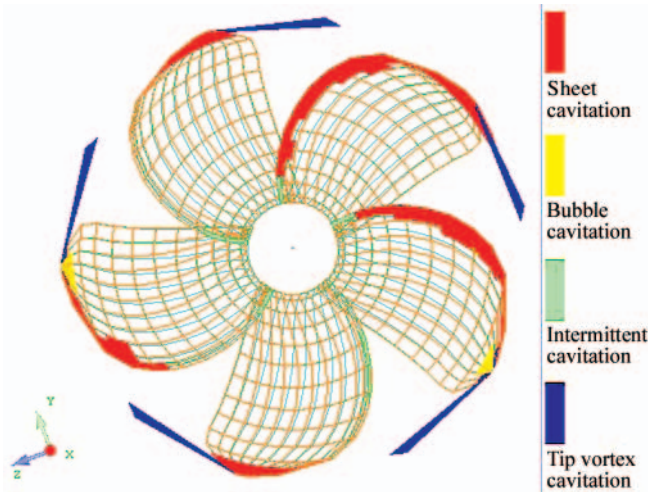 Sheet
cavitation
Bubble
cavitation
Intermittent
cavitation
Tip vortex
cavitation
Y
X
Z